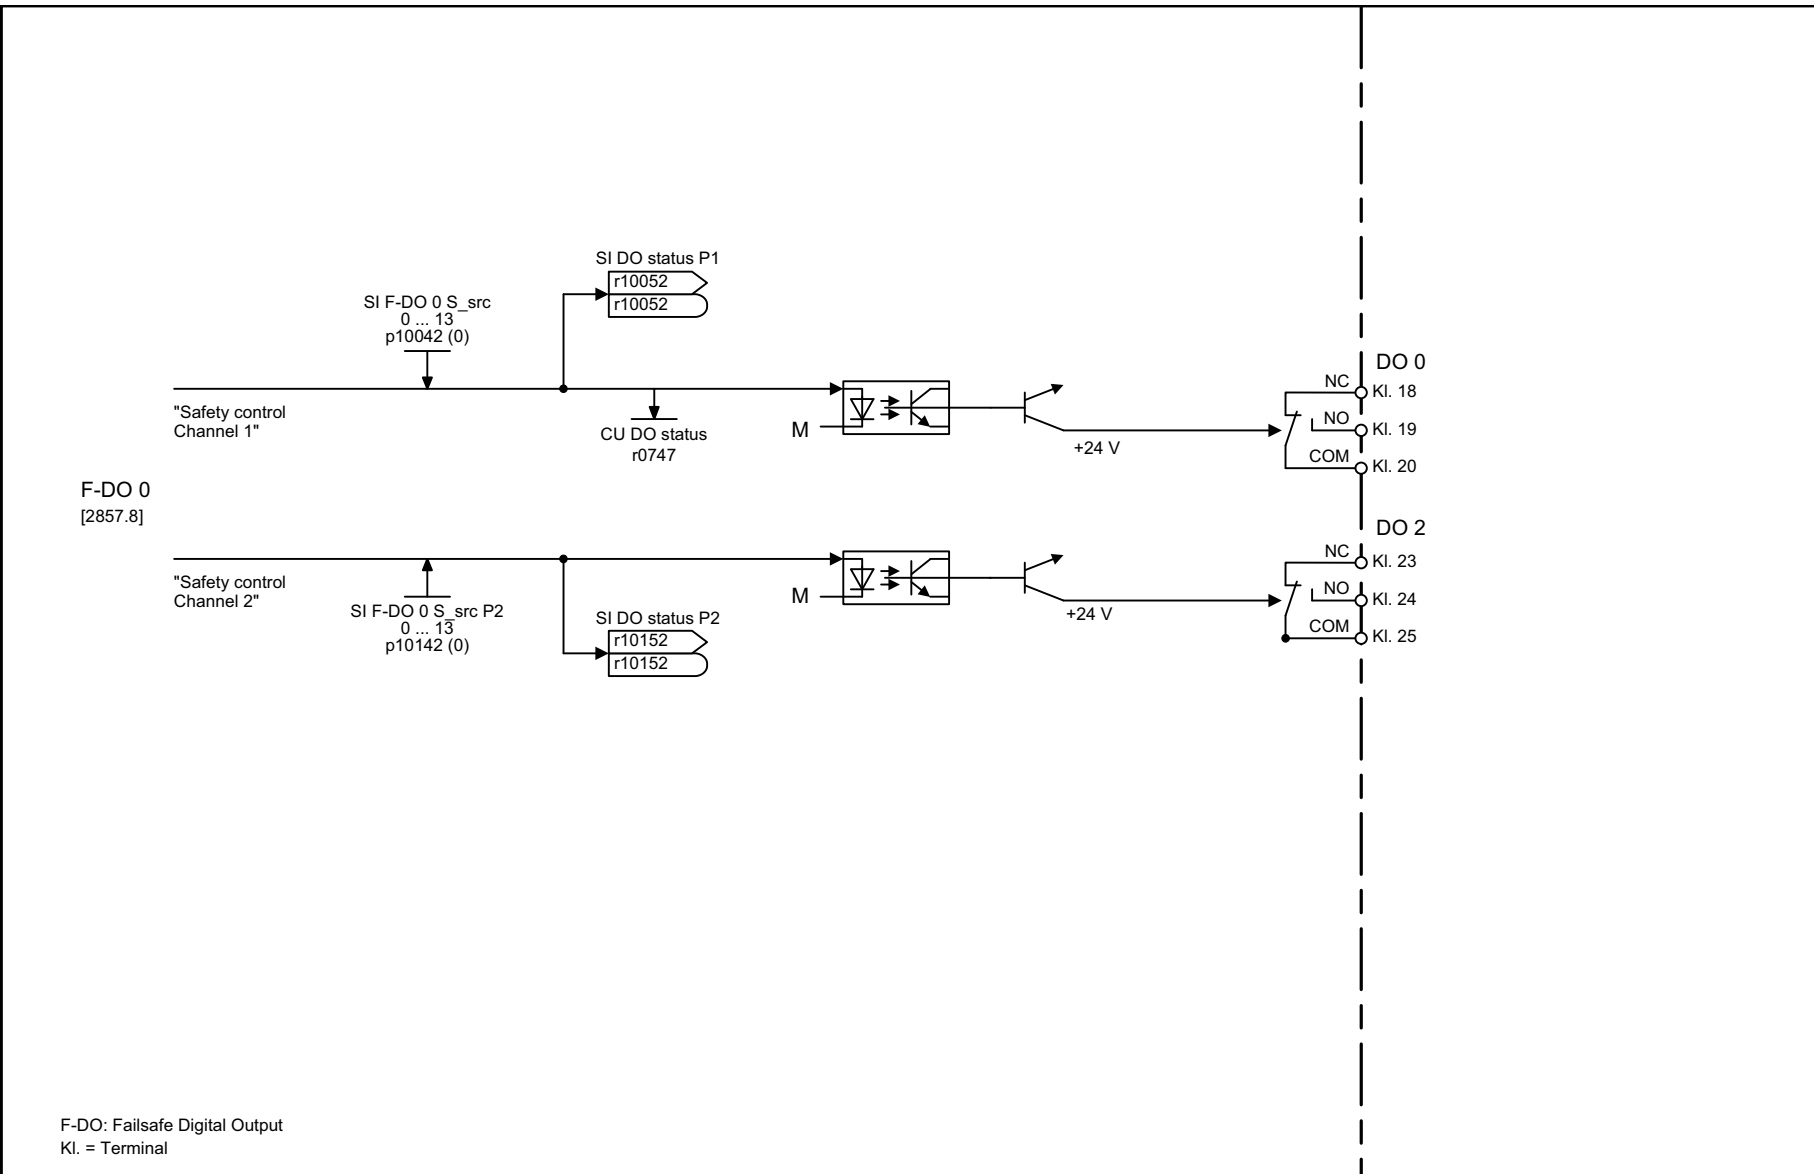 SI DO status P1
r10052
r10052
SI F-DO 0 S_src
0 ... 13
p10042 (0)
"Safety control
Channel 1"
CU DO status
r0747
M
+24 V
DO 0
NC
Kl. 18
NO
Kl. 19
COM
Kl. 20
F-DO 0
[2857.8]
"Safety control
Channel 2"
SI F-DO 0 S_src P2
0 ... 13
p10142 (0)
SI DO status P2
r10152
r10152
M
+24 V
DO 2
NC
Kl. 23
NO
Kl. 24
COM
Kl. 25
F-DO: Failsafe Digital Output
Kl. = Terminal